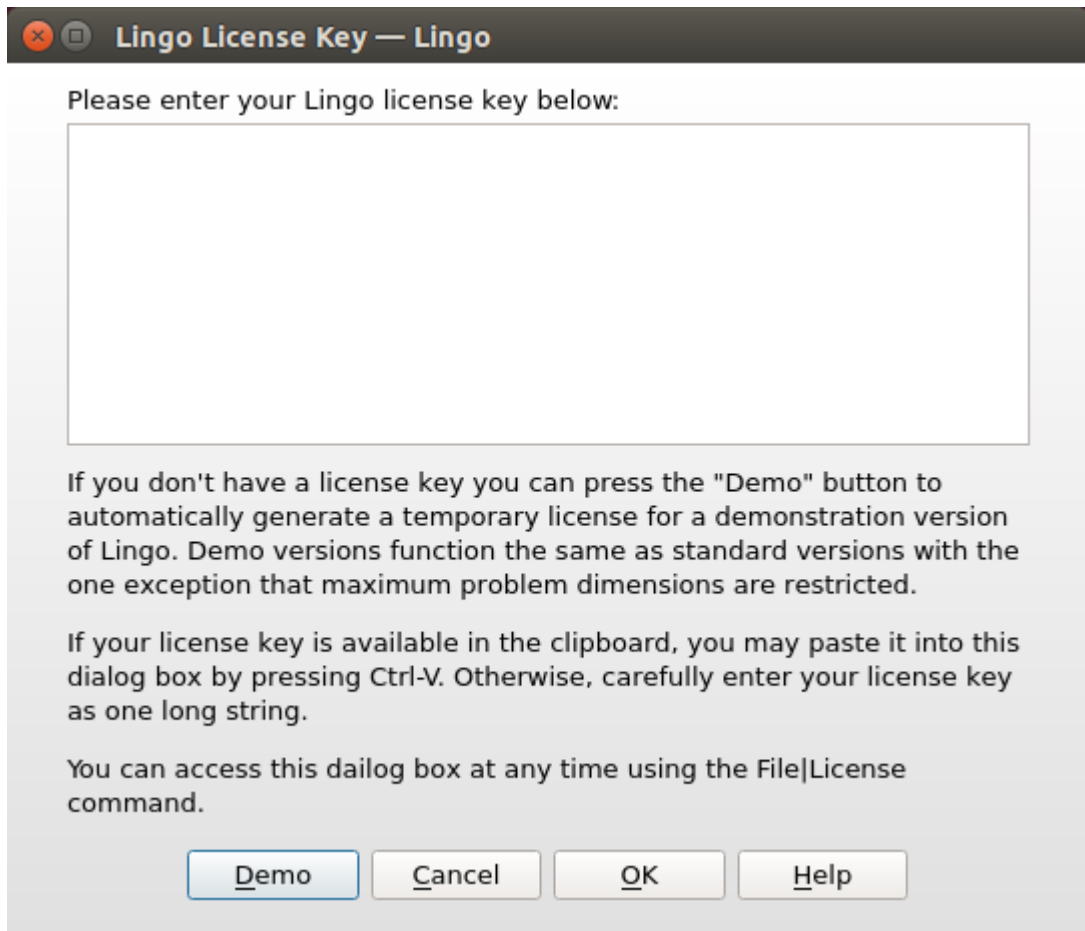 Lingo License Key — Lingo
Please enter your Lingo license key below:
If you don't have a license key you can press the "Demo" button to
automatically generate a temporary license for a demonstration version
of Lingo. Demo versions function the same as standard versions with the
one exception that maximum problem dimensions are restricted.
If your license key is available in the clipboard, you may paste it into this
dialog box by pressing Ctrl-V. Otherwise, carefully enter your license key
as one long string.
You can access this dailog box at any time using the File|License
command.
Demo Cancel OK Help